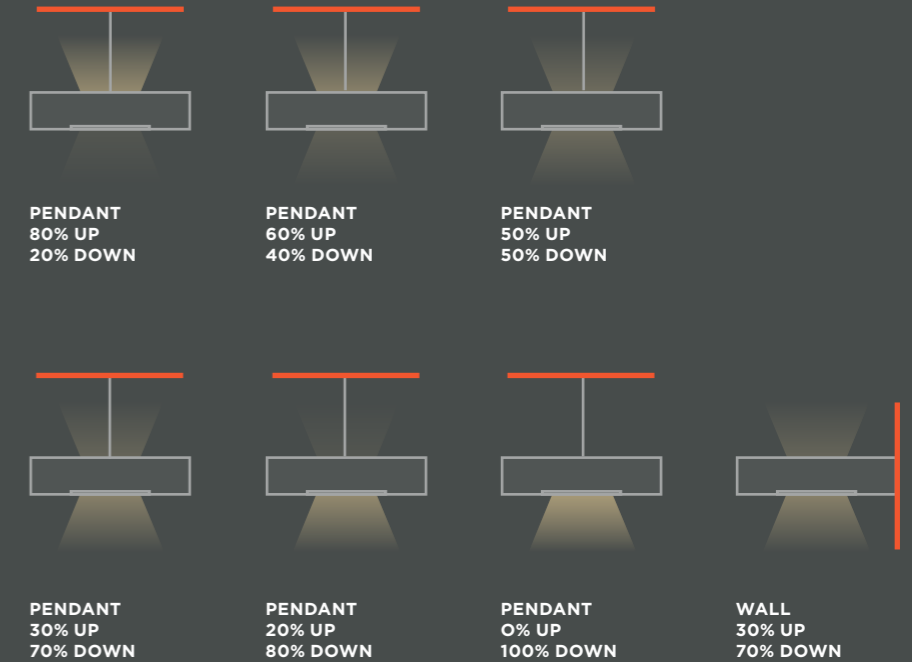 PENDANT
80% UP
20% DOWN
PENDANT
60% UP
40% DOWN
PENDANT
50% UP
50% DOWN
PENDANT
30% UP
70% DOWN
PENDANT
20% UP
80% DOWN
PENDANT
O% UP
100% DOWN
WALL
30% UP
70% DOWN